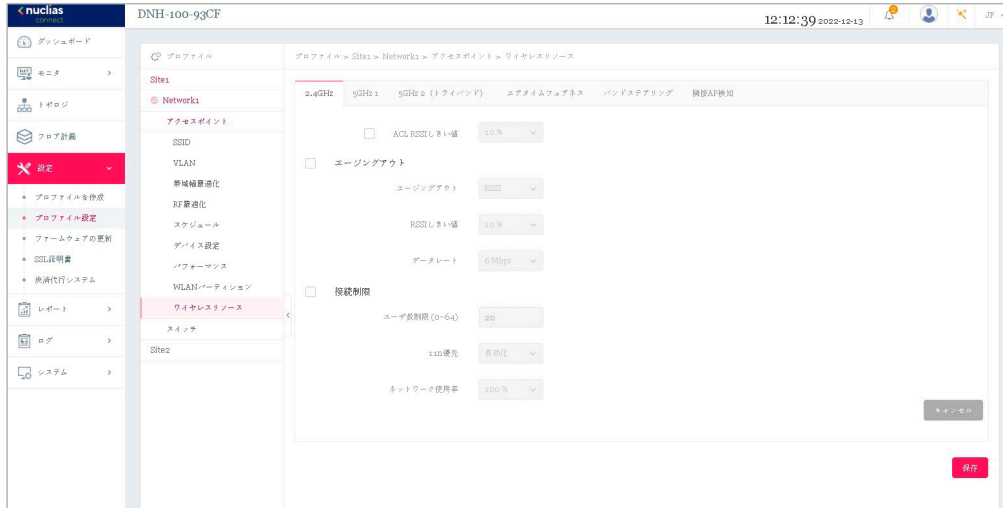 nuclias
connect
DNH-100-93CF
12:12:39 2022-12-13
2
JP
ダッシュボード
モニタ
トポロジ
フロア計画
設定
プロファイルを作成
プロファイル設定
ファームウェアの更新
SSL証明書
決済代行システム
レポート
ログ
システム
プロファイル
Site1
Network1
アクセスポイント
SSID
VLAN
帯域幅最適化
RF最適化
スケジュール
デバイス設定
パフォーマンス
WLANパーティション
ワイヤレスリソース
スイッチ
Site2
プロファイル > Site1 > Network1 > アクセスポイント > ワイヤレスリソース
2.4GHz 5GHz 1 5GHz 2 (トライバンド) エアタイムフェアネス バンドステアリング 隣接AP検知
ACL RSSIしきい値 10 %
エージングアウト
エージングアウト RSSI
RSSIしきい値 10 %
データレート 6 Mbps
接続制限
ユーザ数制限 (0~64) 20
11n優先 有効化
ネットワーク使用率 100 %
キャンセル
保存